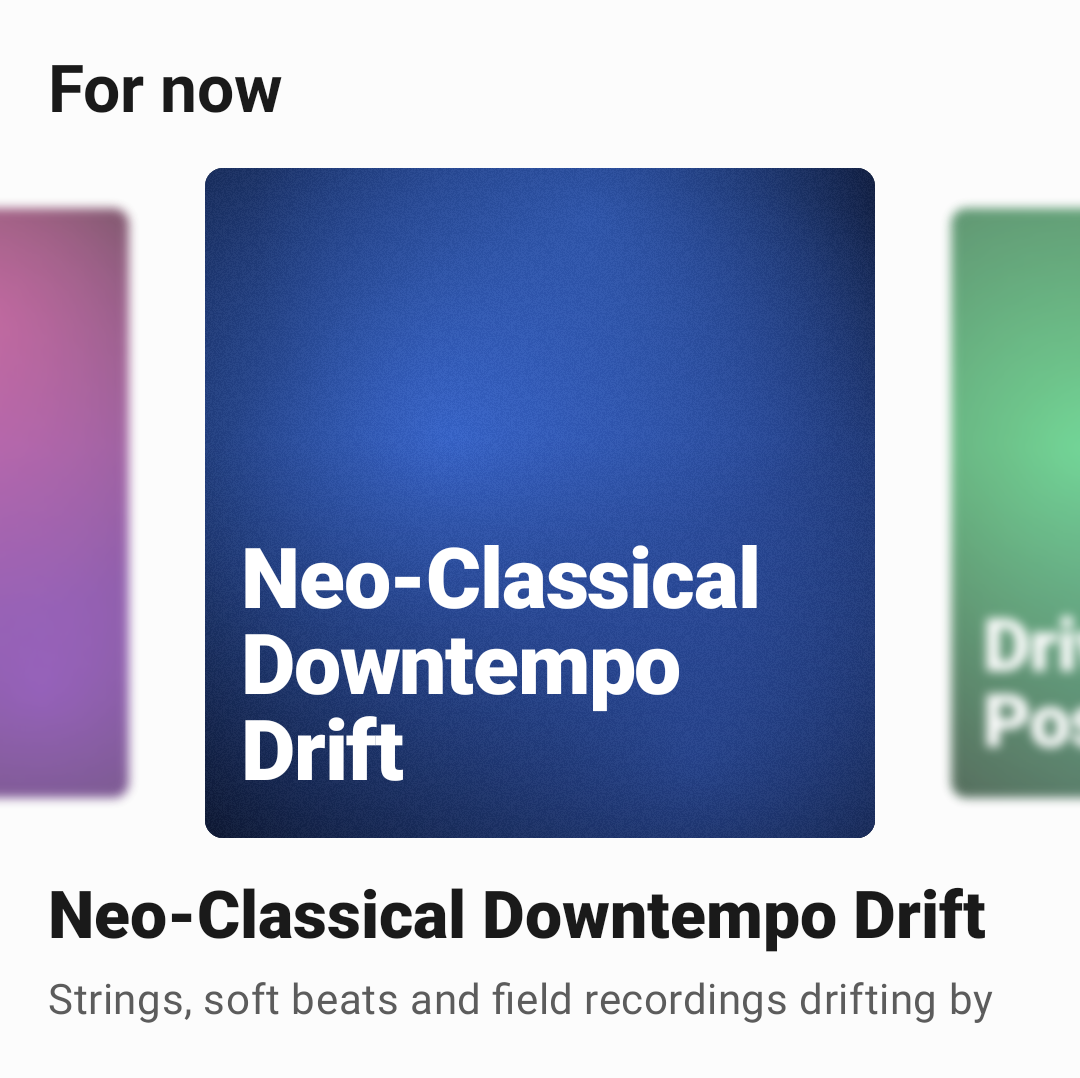 For now
Neo-Classical
Downtempo
Drift
Neo-Classical Downtempo Drift
Strings, soft beats and field recordings drifting by